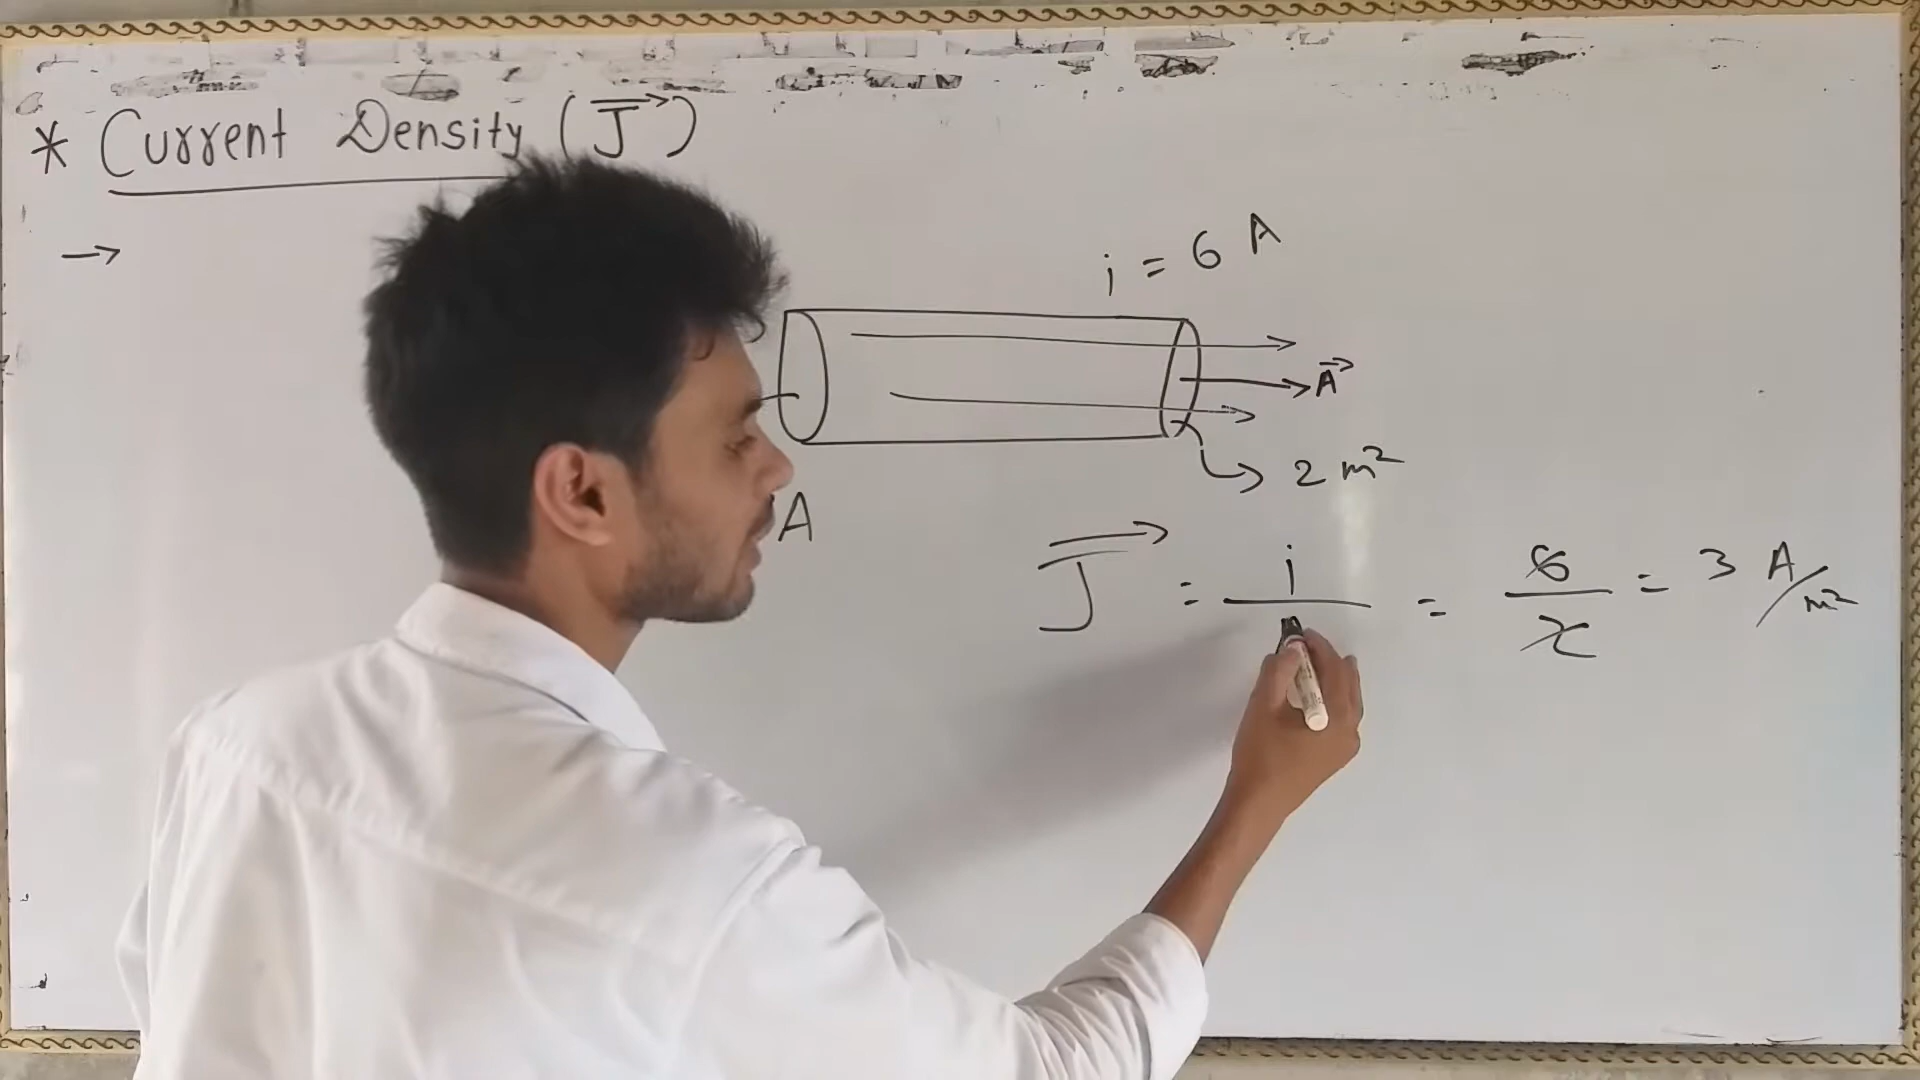 * Current Density (J⃗)
→
i = 6 A
A⃗
2 m²
A
J⃗ = i/ = 6/2 = 3 A/m²